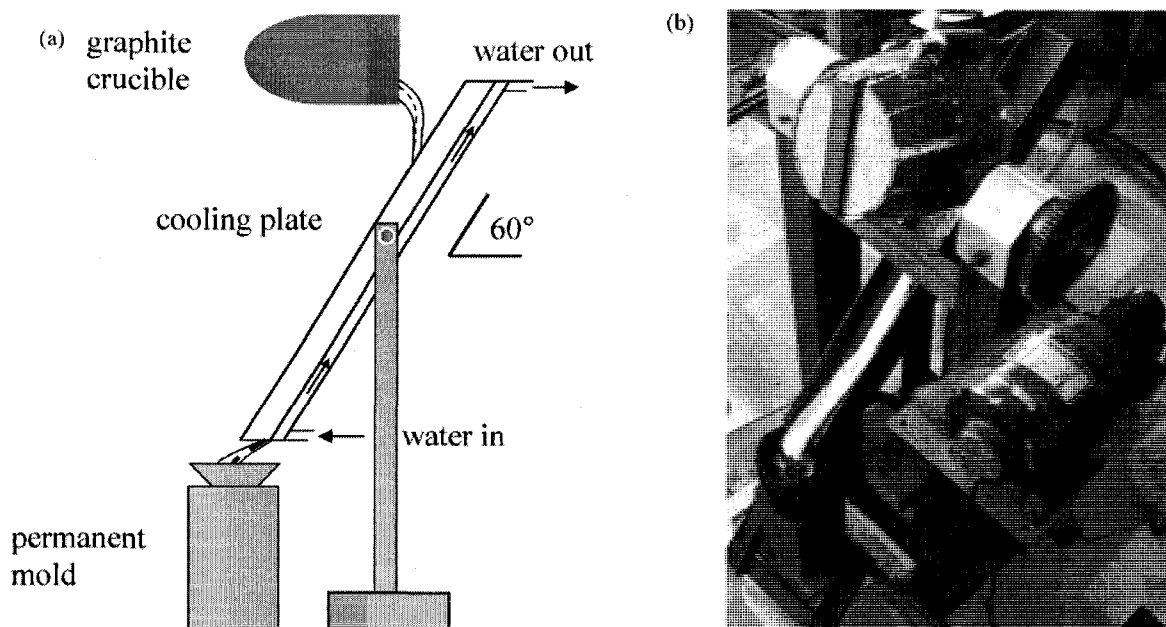 (a)
graphite
crucible
water out
cooling plate
60°
water in
permanent
mold
(b)